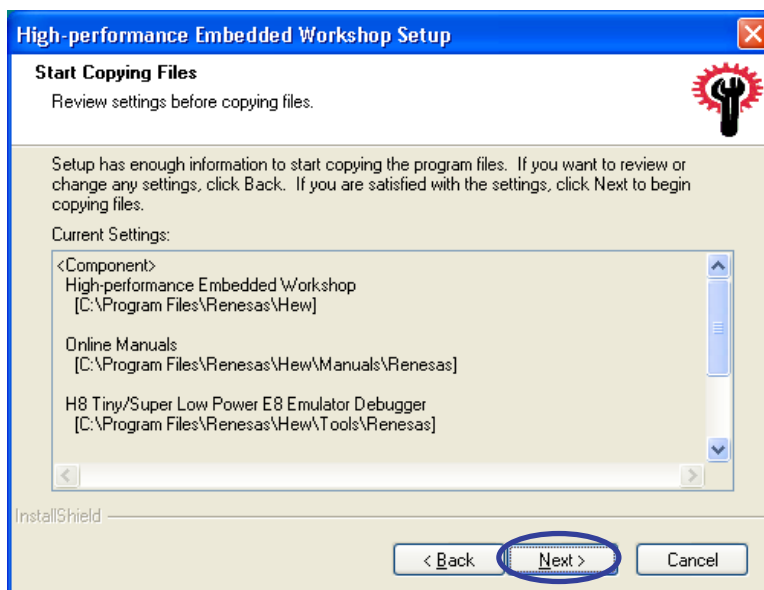 High-performance Embedded Workshop Setup
Start Copying Files
Review settings before copying files.
Setup has enough information to start copying the program files.  If you want to review or
change any settings, click Back.  If you are satisfied with the settings, click Next to begin
copying files.
Current Settings:
<Component>
High-performance Embedded Workshop
[C:\Program Files\Renesas\Hew]
Online Manuals
[C:\Program Files\Renesas\Hew\Manuals\Renesas]
H8 Tiny/Super Low Power E8 Emulator Debugger
[C:\Program Files\Renesas\Hew\Tools\Renesas]
InstallShield
< Back
Next >
Cancel